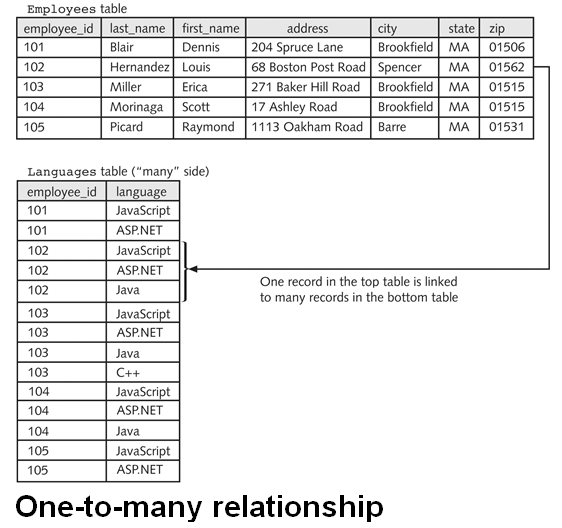 Employees table
employee_id last_name first_name address city state zip
101 Blair Dennis 204 Spruce Lane Brookfield MA 01506
102 Hernandez Louis 68 Boston Post Road Spencer MA 01562
103 Miller Erica 271 Baker Hill Road Brookfield MA 01515
104 Morinaga Scott 17 Ashley Road Brookfield MA 01515
105 Picard Raymond 1113 Oakham Road Barre MA 01531
Languages table ("many" side)
employee_id language
101 JavaScript
101 ASP.NET
102 JavaScript
102 ASP.NET
102 Java
One record in the top table is linked
to many records in the bottom table
103 JavaScript
103 ASP.NET
103 Java
103 C++
104 JavaScript
104 ASP.NET
104 Java
105 JavaScript
105 ASP.NET
One-to-many relationship